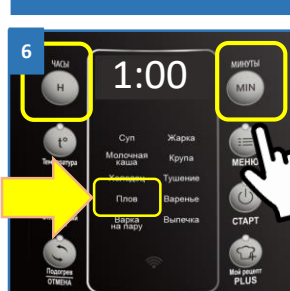 6
ЧАСЫ
H
1:00
МИНУТЫ
MIN
t°
Температура
Суп
Жарка
Молочная
каша
Крупа
МЕНЮ
Холодец
Тушение
Плов
Варенье
СТАРТ
Варка
на пару
Выпечка
Подогрев
ОТМЕНА
Мой рецепт
PLUS